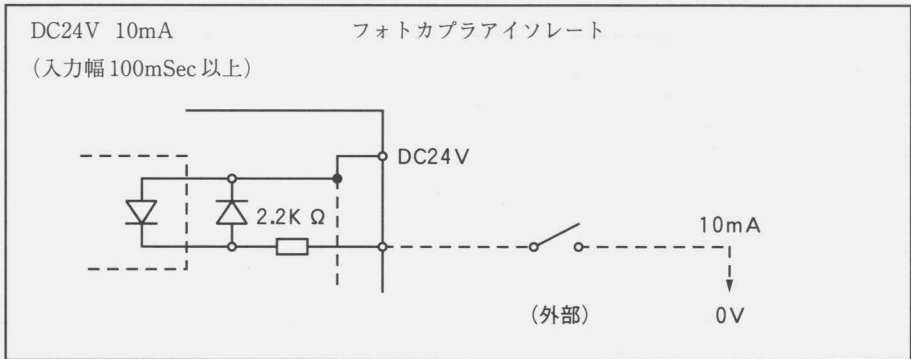 DC24V 10mA フォトカプラアイソレート
(入力幅100mSec以上)
DC24V
2.2K Ω
10mA
(外部)
0V